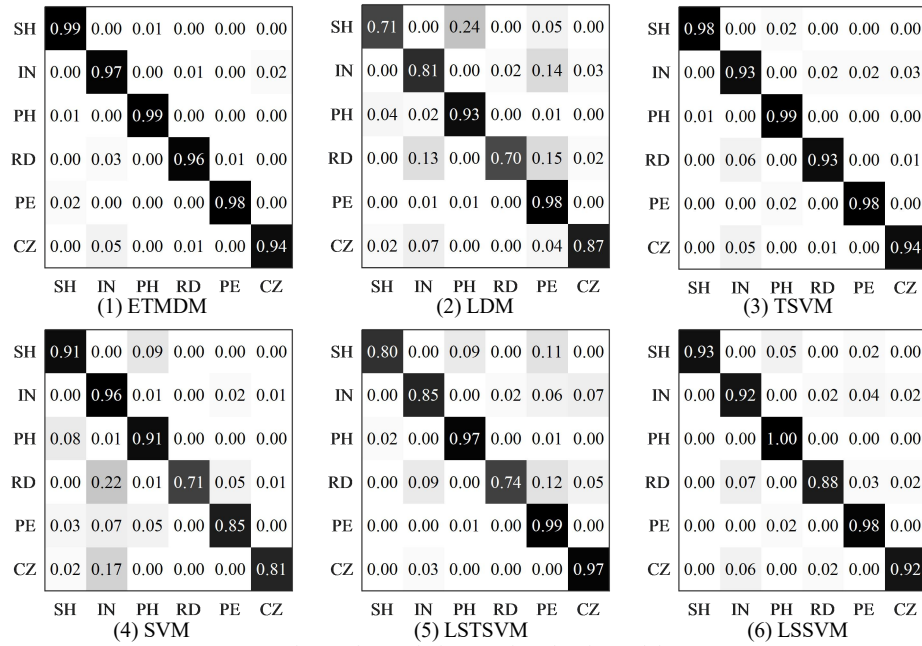 SH 0.99 0.00 0.01 0.00 0.00 0.00
IN 0.00 0.97 0.00 0.01 0.00 0.02
PH 0.01 0.00 0.99 0.00 0.00 0.00
RD 0.00 0.03 0.00 0.96 0.01 0.00
PE 0.02 0.00 0.00 0.00 0.98 0.00
CZ 0.00 0.05 0.00 0.01 0.00 0.94
SH IN PH RD PE CZ
(1) ETMDM
SH 0.71 0.00 0.24 0.00 0.05 0.00
IN 0.00 0.81 0.00 0.02 0.14 0.03
PH 0.04 0.02 0.93 0.00 0.01 0.00
RD 0.00 0.13 0.00 0.70 0.15 0.02
PE 0.00 0.01 0.01 0.00 0.98 0.00
CZ 0.02 0.07 0.00 0.00 0.04 0.87
SH IN PH RD PE CZ
(2) LDM
SH 0.98 0.00 0.02 0.00 0.00 0.00
IN 0.00 0.93 0.00 0.02 0.02 0.03
PH 0.01 0.00 0.99 0.00 0.00 0.00
RD 0.00 0.06 0.00 0.93 0.00 0.01
PE 0.00 0.00 0.02 0.00 0.98 0.00
CZ 0.00 0.05 0.00 0.01 0.00 0.94
SH IN PH RD PE CZ
(3) TSVM
SH 0.91 0.00 0.09 0.00 0.00 0.00
IN 0.00 0.96 0.01 0.00 0.02 0.01
PH 0.08 0.01 0.91 0.00 0.00 0.00
RD 0.00 0.22 0.01 0.71 0.05 0.01
PE 0.03 0.07 0.05 0.00 0.85 0.00
CZ 0.02 0.17 0.00 0.00 0.00 0.81
SH IN PH RD PE CZ
(4) SVM
SH 0.80 0.00 0.09 0.00 0.11 0.00
IN 0.00 0.85 0.00 0.02 0.06 0.07
PH 0.02 0.00 0.97 0.00 0.01 0.00
RD 0.00 0.09 0.00 0.74 0.12 0.05
PE 0.00 0.00 0.01 0.00 0.99 0.00
CZ 0.00 0.03 0.00 0.00 0.00 0.97
SH IN PH RD PE CZ
(5) LSTSVM
SH 0.93 0.00 0.05 0.00 0.02 0.00
IN 0.00 0.92 0.00 0.02 0.04 0.02
PH 0.00 0.00 1.00 0.00 0.00 0.00
RD 0.00 0.07 0.00 0.88 0.03 0.02
PE 0.00 0.00 0.02 0.00 0.98 0.00
CZ 0.00 0.06 0.00 0.02 0.00 0.92
SH IN PH RD PE CZ
(6) LSSVM